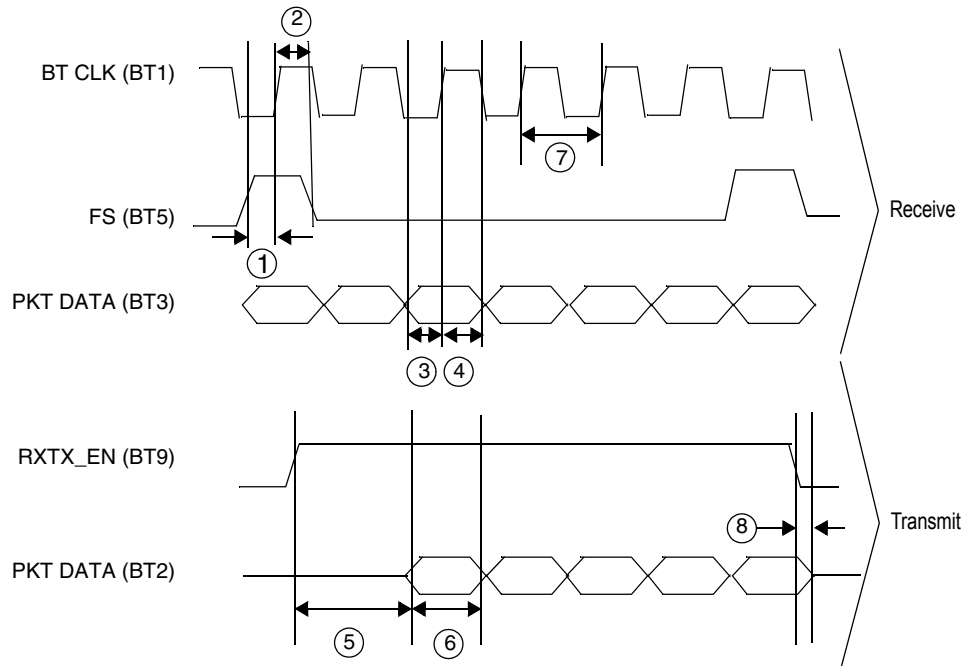 ②
BT CLK (BT1)
⑦
FS (BT5)
Receive
①
PKT DATA (BT3)
③ ④
RXTX_EN (BT9)
⑧
Transmit
PKT DATA (BT2)
⑤ ⑥